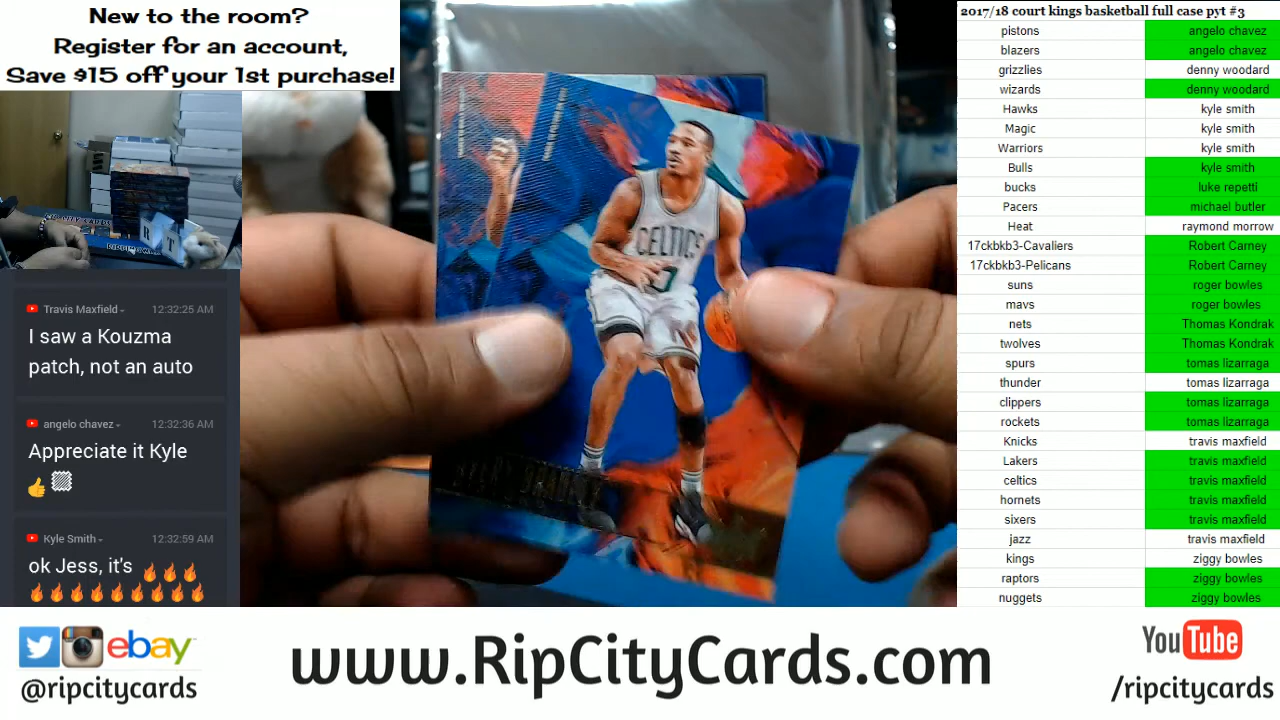 New to the room?
Register for an account,
Save $15 off your 1st purchase!
Travis Maxfield 12:32:25 AM
I saw a Kouzma
patch, not an auto
angelo chavez 12:32:36 AM
Appreciate it Kyle
Kyle Smith 12:32:59 AM
ok Jess, it's
CELTICS
2017/18 court kings basketball full case pyt #3
pistons angelo chavez
blazers angelo chavez
grizzlies denny woodard
wizards denny woodard
Hawks kyle smith
Magic kyle smith
Warriors kyle smith
Bulls kyle smith
bucks luke repetti
Pacers michael butler
Heat raymond morrow
17ckbkb3-Cavaliers Robert Carney
17ckbkb3-Pelicans Robert Carney
suns roger bowles
mavs roger bowles
nets Thomas Kondrak
twolves Thomas Kondrak
spurs tomas lizarraga
thunder tomas lizarraga
clippers tomas lizarraga
rockets tomas lizarraga
Knicks travis maxfield
Lakers travis maxfield
celtics travis maxfield
hornets travis maxfield
sixers travis maxfield
jazz travis maxfield
kings ziggy bowles
raptors ziggy bowles
nuggets ziggy bowles
ebay
@ripcitycards
www.RipCityCards.com
YouTube
/ripcitycards